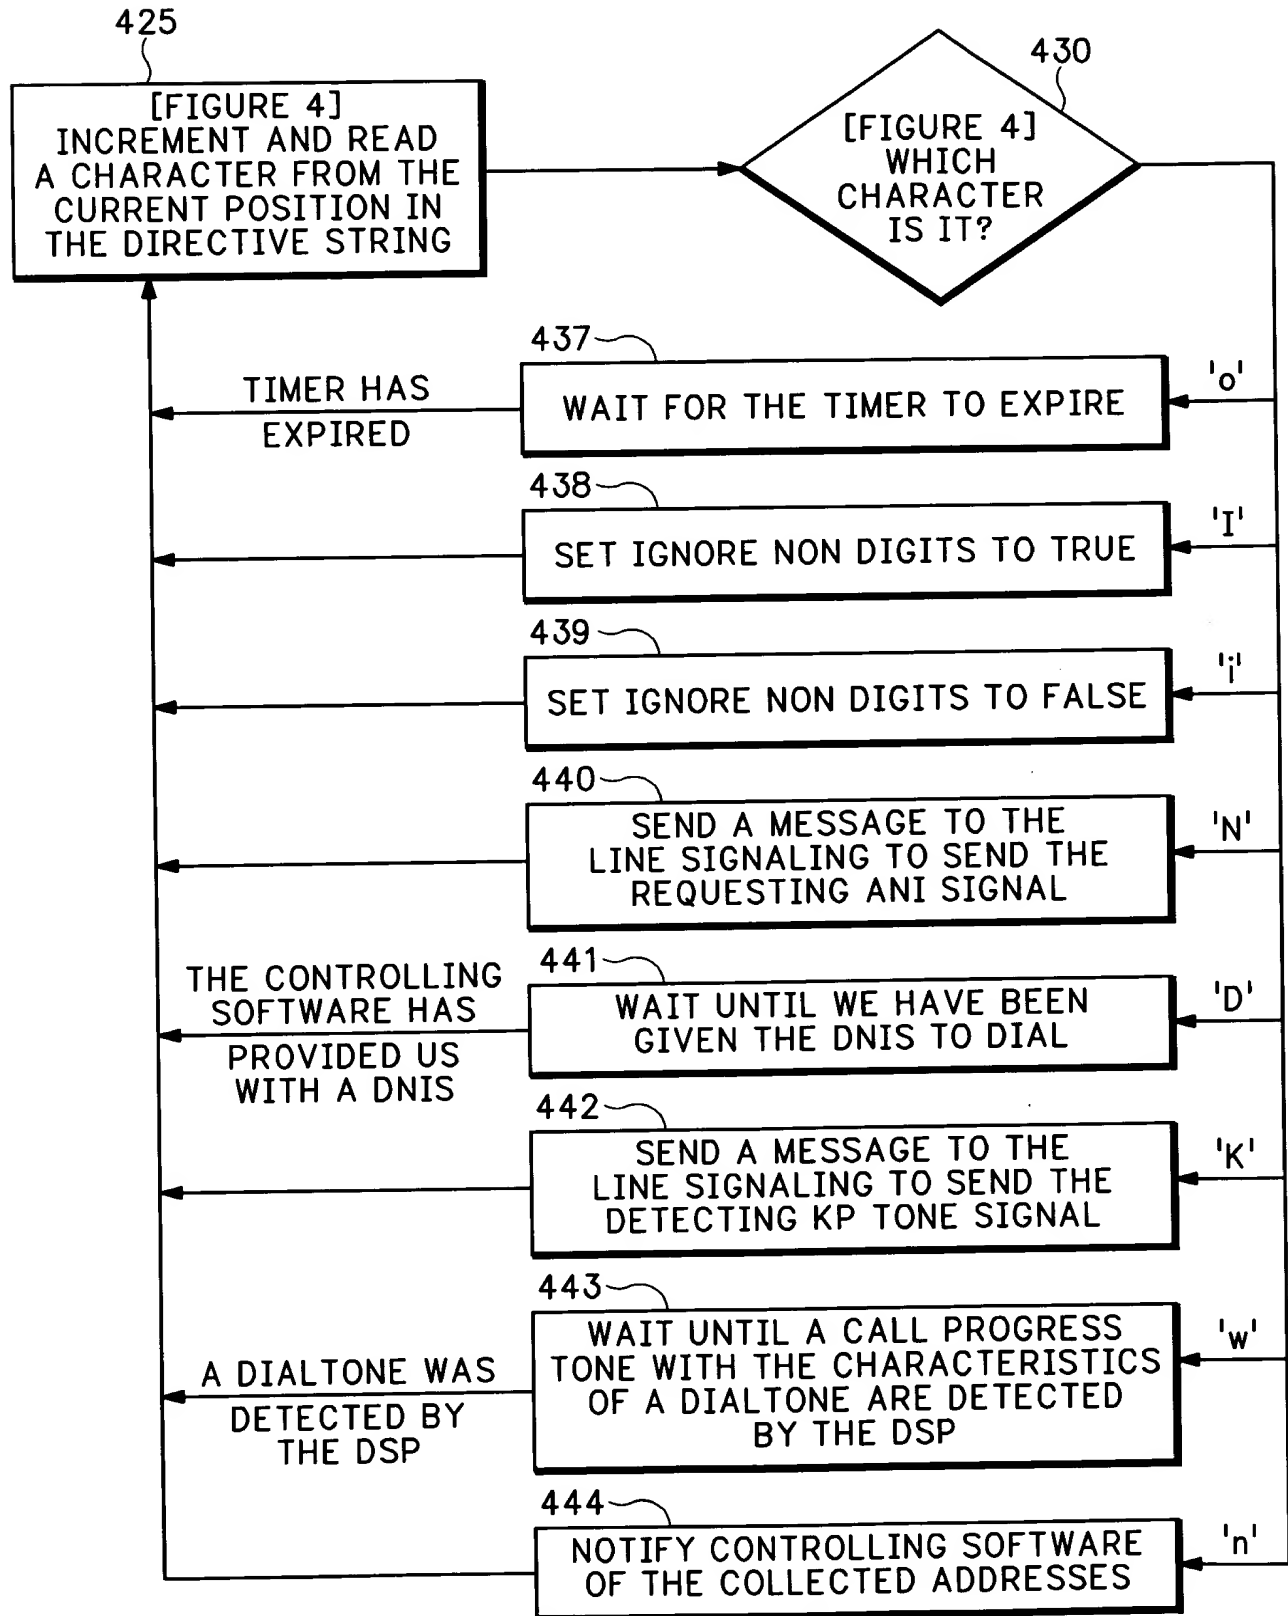 425
[FIGURE 4]
INCREMENT AND READ
A CHARACTER FROM THE
CURRENT POSITION IN
THE DIRECTIVE STRING
430
[FIGURE 4]
WHICH
CHARACTER
IS IT?
437
WAIT FOR THE TIMER TO EXPIRE
'o'
TIMER HAS
EXPIRED
438
SET IGNORE NON DIGITS TO TRUE
'I'
439
SET IGNORE NON DIGITS TO FALSE
'i'
440
SEND A MESSAGE TO THE
LINE SIGNALING TO SEND THE
REQUESTING ANI SIGNAL
'N'
441
WAIT UNTIL WE HAVE BEEN
GIVEN THE DNIS TO DIAL
'D'
THE CONTROLLING
SOFTWARE HAS
PROVIDED US
WITH A DNIS
442
SEND A MESSAGE TO THE
LINE SIGNALING TO SEND THE
DETECTING KP TONE SIGNAL
'K'
443
WAIT UNTIL A CALL PROGRESS
TONE WITH THE CHARACTERISTICS
OF A DIALTONE ARE DETECTED
BY THE DSP
'w'
A DIALTONE WAS
DETECTED BY
THE DSP
444
NOTIFY CONTROLLING SOFTWARE
OF THE COLLECTED ADDRESSES
'n'